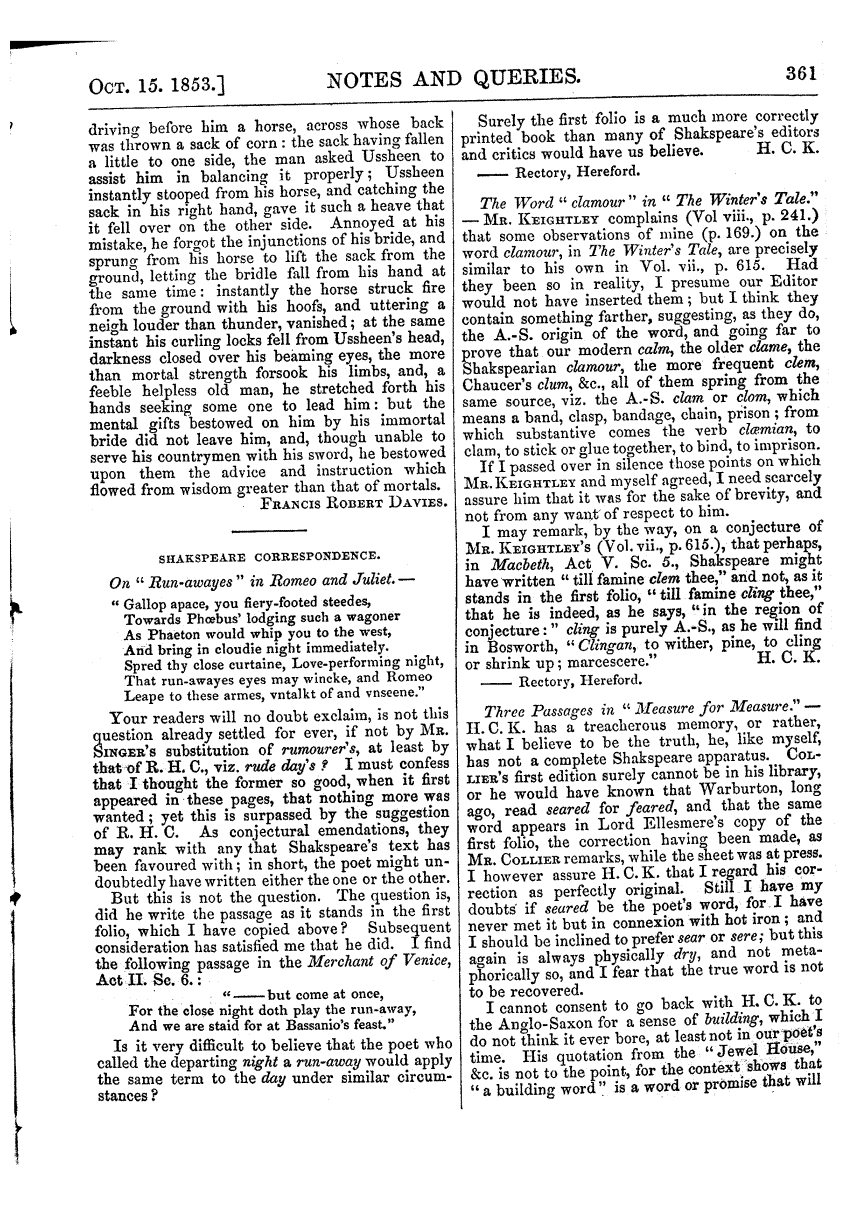 OCT. 15. 1853.] NOTES AND QUERIES. 361
driving before him a horse, across whose back
was thrown a sack of corn : the sack having fallen
a little to one side, the man asked Ussheen to
assist him in balancing it properly; Ussheen
instantly stooped from his horse, and catching the
sack in his right hand, gave it such a heave that
it fell over on the other side. Annoyed at his
mistake, he forgot the injunctions of his bride, and
sprung from his horse to lift the sack from the
ground, letting the bridle fall from his hand at
the same time: instantly the horse struck fire
from the ground with his hoofs, and uttering a
neigh louder than thunder, vanished; at the same
instant his curling locks fell from Ussheen's head,
darkness closed over his beaming eyes, the more
than mortal strength forsook his limbs, and, a
feeble helpless old man, he stretched forth his
hands seeking some one to lead him: but the
mental gifts bestowed on him by his immortal
bride did not leave him, and, though unable to
serve his countrymen with his sword, he bestowed
upon them the advice and instruction which
flowed from wisdom greater than that of mortals.
FRANCIS ROBERT DAVIES.
SHAKSPEARE CORRESPONDENCE.
On “ Run-awayes ” in Romeo and Juliet. —
“ Gallop apace, you fiery-footed steedes,
Towards Phœbus' lodging such a wagoner
As Phaeton would whip you to the west,
And bring in cloudie night immediately.
Spred thy close curtaine, Love-performing night,
That run-awayes eyes may wincke, and Romeo
Leape to these armes, vntalkt of and vnseene.”
Your readers will no doubt exclaim, is not this
question already settled for ever, if not by MR.
SINGER'S substitution of rumourer's, at least by
that of R. H. C., viz. rude day's ? I must confess
that I thought the former so good, when it first
appeared in these pages, that nothing more was
wanted; yet this is surpassed by the suggestion
of R. H. C. As conjectural emendations, they
may rank with any that Shakspeare's text has
been favoured with; in short, the poet might un-
doubtedly have written either the one or the other.
But this is not the question. The question is,
did he write the passage as it stands in the first
folio, which I have copied above? Subsequent
consideration has satisfied me that he did. I find
the following passage in the Merchant of Venice,
Act II. Sc. 6. :
“ —— but come at once,
For the close night doth play the run-away,
And we are staid for at Bassanio's feast.”
Is it very difficult to believe that the poet who
called the departing night a run-away would apply
the same term to the day under similar circum-
stances ?
Surely the first folio is a much more correctly
printed book than many of Shakspeare's editors
and critics would have us believe. H. C. K.
—— Rectory, Hereford.
The Word “ clamour ” in “ The Winter's Tale.”
— MR. KEIGHTLEY complains (Vol viii., p. 241.)
that some observations of mine (p. 169.) on the
word clamour, in The Winter's Tale, are precisely
similar to his own in Vol. vii., p. 615. Had
they been so in reality, I presume our Editor
would not have inserted them; but I think they
contain something farther, suggesting, as they do,
the A.-S. origin of the word, and going far to
prove that our modern calm, the older clame, the
Shakspearian clamour, the more frequent clem,
Chaucer's clum, &c., all of them spring from the
same source, viz. the A.-S. clam or clom, which
means a band, clasp, bandage, chain, prison ; from
which substantive comes the verb clæmian, to
clam, to stick or glue together, to bind, to imprison.
If I passed over in silence those points on which
MR. KEIGHTLEY and myself agreed, I need scarcely
assure him that it was for the sake of brevity, and
not from any want of respect to him.
I may remark, by the way, on a conjecture of
MR. KEIGHTLEY'S (Vol. vii., p. 615.), that perhaps,
in Macbeth, Act V. Sc. 5., Shakspeare might
have written “ till famine clem thee,” and not, as it
stands in the first folio, “ till famine cling thee,”
that he is indeed, as he says, “ in the region of
conjecture : ” cling is purely A.-S., as he will find
in Bosworth, “ Clingan, to wither, pine, to cling
or shrink up; marcescere.” H. C. K.
—— Rectory, Hereford.
Three Passages in “ Measure for Measure.” —
H. C. K. has a treacherous memory, or rather,
what I believe to be the truth, he, like myself,
has not a complete Shakspeare apparatus. COL-
LIER'S first edition surely cannot be in his library,
or he would have known that Warburton, long
ago, read seared for feared, and that the same
word appears in Lord Ellesmere's copy of the
first folio, the correction having been made, as
MR. COLLIER remarks, while the sheet was at press.
I however assure H. C. K. that I regard his cor-
rection as perfectly original. Still I have my
doubts if seared be the poet's word, for I have
never met it but in connexion with hot iron ; and
I should be inclined to prefer sear or sere; but this
again is always physically dry, and not meta-
phorically so, and I fear that the true word is not
to be recovered.
I cannot consent to go back with H. C. K. to
the Anglo-Saxon for a sense of building, which I
do not think it ever bore, at least not in our poet's
time. His quotation from the “ Jewel House,”
&c. is not to the point, for the context shows that
“ a building word ” is a word or promise that will